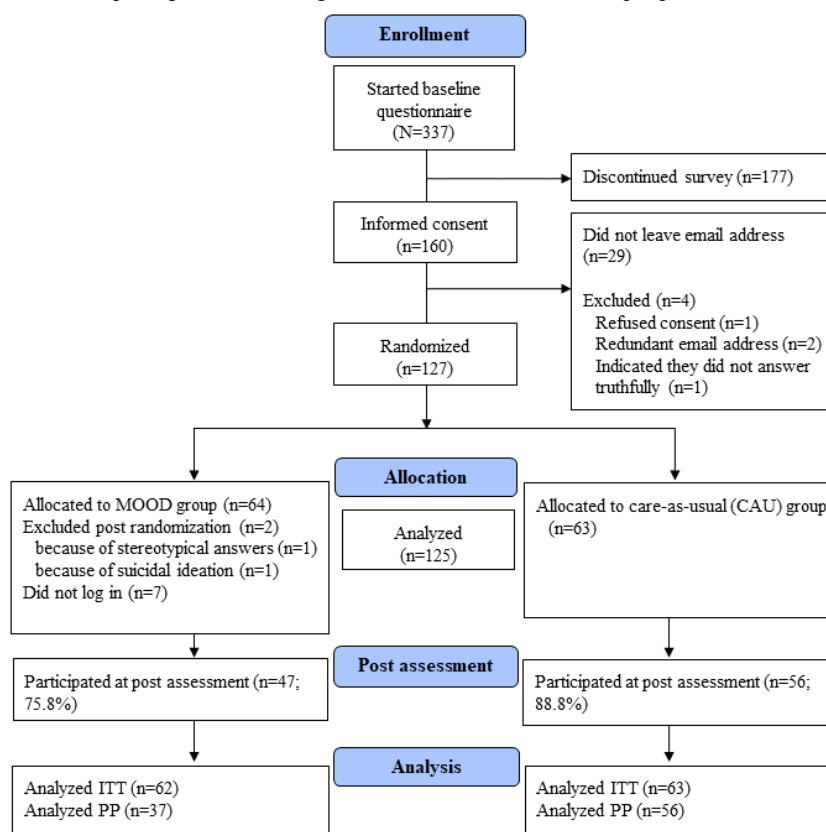 Enrollment
Started baseline
questionnaire
(N=337)
Discontinued survey (n=177)
Informed consent
(n=160)
Did not leave email address
(n=29)
Excluded (n=4)
Refused consent (n=1)
Redundant email address (n=2)
Indicated they did not answer
truthfully (n=1)
Randomized
(n=127)
Allocation
Allocated to MOOD group (n=64)
Excluded post randomization (n=2)
because of stereotypical answers (n=1)
because of suicidal ideation (n=1)
Did not log in (n=7)
Analyzed
(n=125)
Allocated to care-as-usual (CAU) group
(n=63)
Post assessment
Participated at post assessment (n=47;
75.8%)
Participated at post assessment (n=56;
88.8%)
Analysis
Analyzed ITT (n=62)
Analyzed PP (n=37)
Analyzed ITT (n=63)
Analyzed PP (n=56)